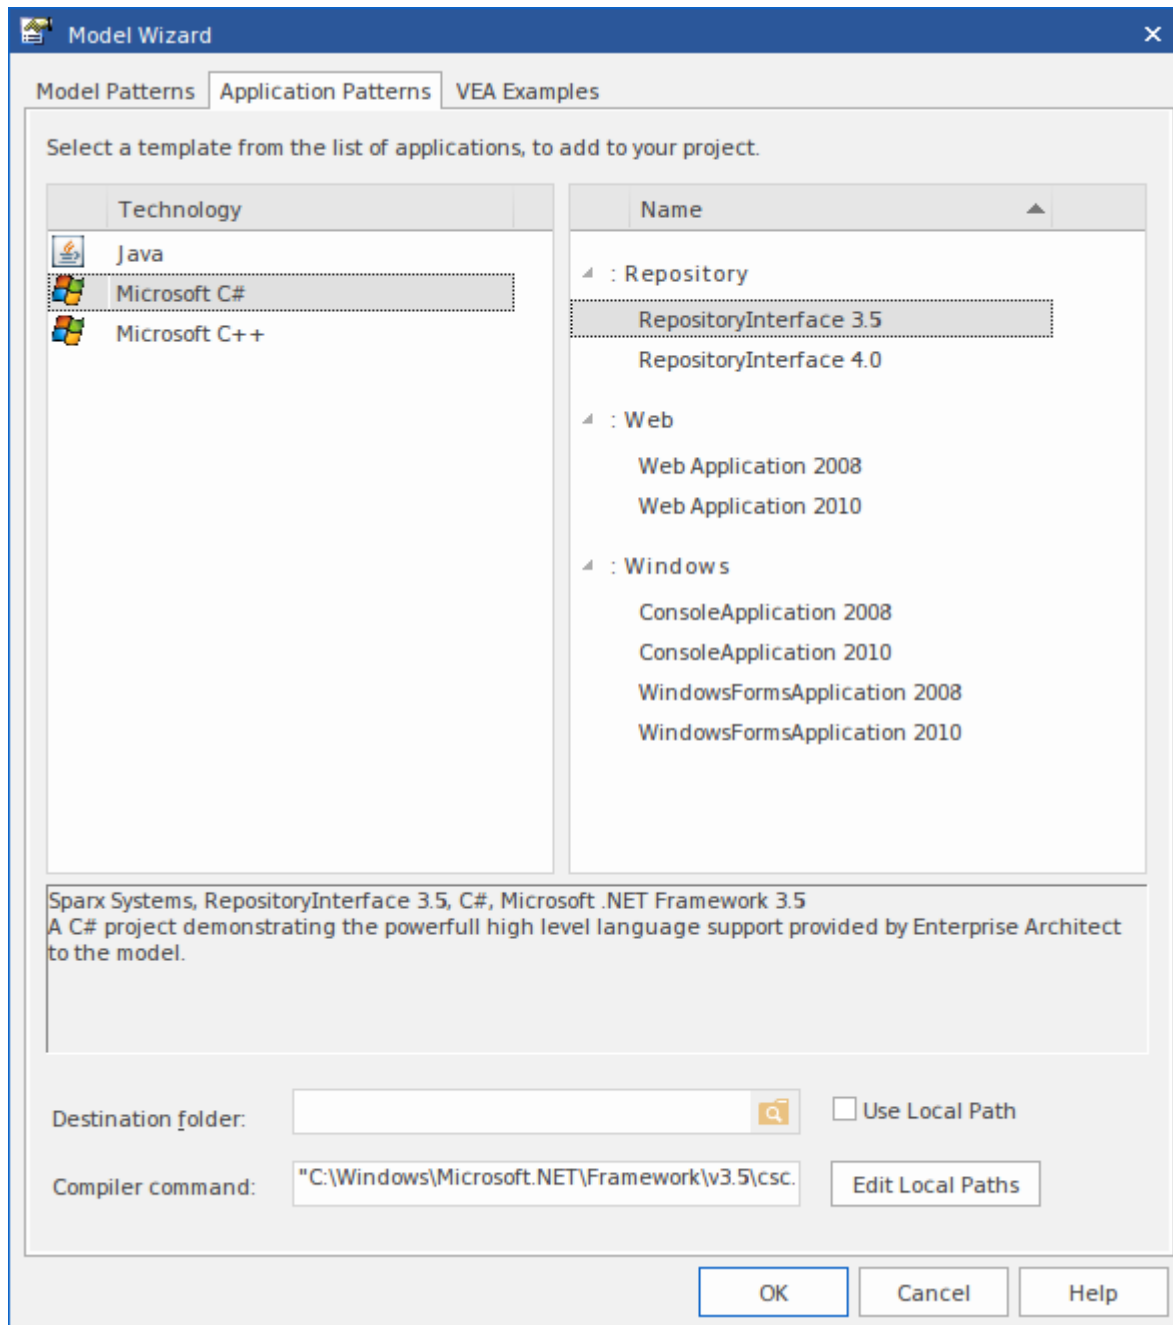 Model Wizard
Model Patterns
Application Patterns
VEA Examples
Select a template from the list of applications, to add to your project.
Technology
Java
Microsoft C#
Microsoft C++
Name
: Repository
RepositoryInterface 3.5
RepositoryInterface 4.0
: Web
Web Application 2008
Web Application 2010
: Windows
ConsoleApplication 2008
ConsoleApplication 2010
WindowsFormsApplication 2008
WindowsFormsApplication 2010
Sparx Systems, RepositoryInterface 3.5, C#, Microsoft .NET Framework 3.5
A C# project demonstrating the powerfull high level language support provided by Enterprise Architect
to the model.
Destination folder:
Use Local Path
Compiler command:
"C:\Windows\Microsoft.NET\Framework\v3.5\csc.
Edit Local Paths
OK
Cancel
Help